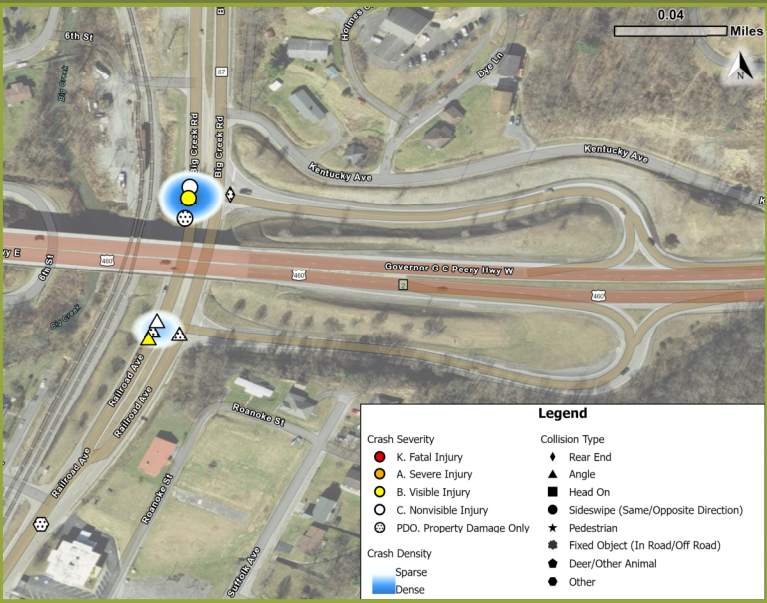 0.04
Miles
N
6th St
Big Creek
B
67
Holmes
Dye Ln
Big Creek Rd
Big Creek Rd
Kentucky Ave
Kentucky Ave
K
vy E
6th St
460
460
Governor G C Peery Hwy W
460
2
Big Creek
Railroad Ave
Railroad Ave
Railroad Ave
Roanoke St
Roanoke St
Suffolk Ave
Legend
Crash Severity
K. Fatal Injury
A. Severe Injury
B. Visible Injury
C. Nonvisible Injury
PDO. Property Damage Only
Crash Density
Sparse
Dense
Collision Type
Rear End
Angle
Head On
Sideswipe (Same/Opposite Direction)
Pedestrian
Fixed Object (In Road/Off Road)
Deer/Other Animal
Other